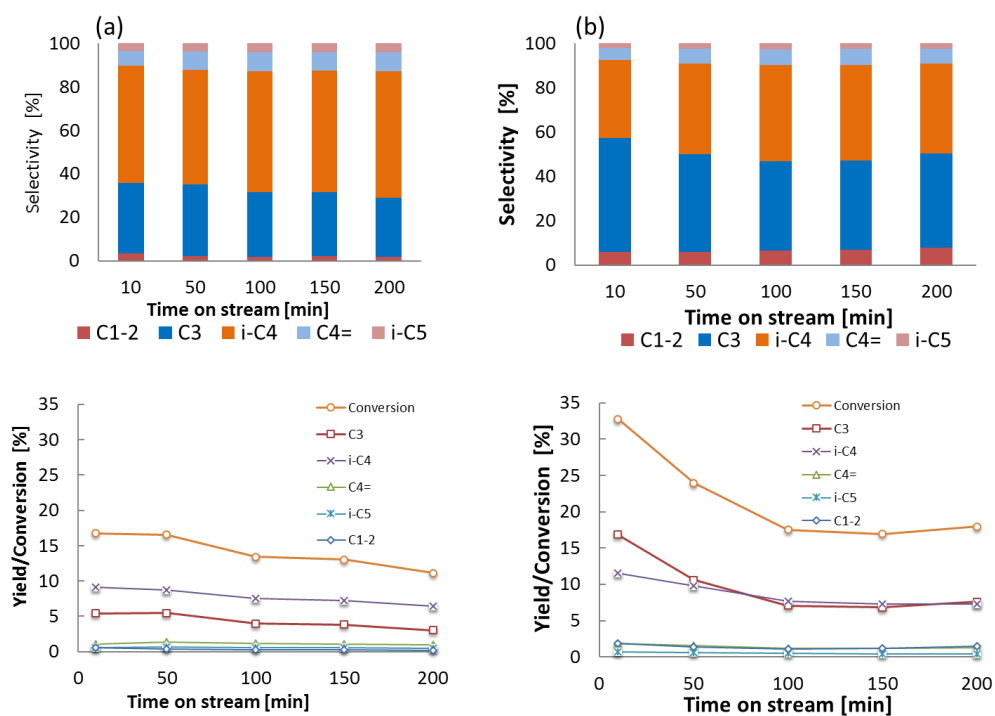 (a)
100
80
60
40
20
0
Selectivity [%]
10 50 100 150 200
Time on stream [min]
C1-2 C3 i-C4 C4= i-C5
(b)
100
80
60
40
20
0
Selectivity [%]
10 50 100 150 200
Time on stream [min]
C1-2 C3 i-C4 C4= i-C5
35
30
25
20
15
10
5
0
Yield/Conversion [%]
Conversion
C3
i-C4
C4=
i-C5
C1-2
0 50 100 150 200
Time on stream [min]
35
30
25
20
15
10
5
0
Yield/Conversion [%]
Conversion
C3
i-C4
C4=
i-C5
C1-2
0 50 100 150 200
Time on stream [min]